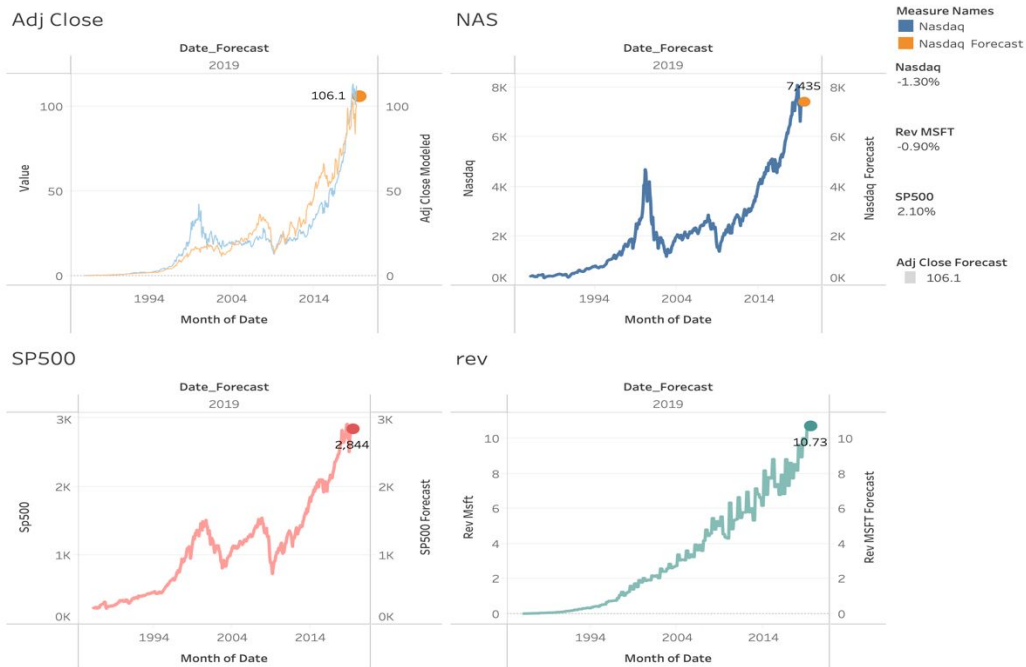 Adj Close
Date_Forecast
2019
106.1
100
50
0
100
50
0
Value
Adj Close Modeled
1994
2004
2014
Month of Date
NAS
Date_Forecast
2019
7,435
8K
6K
4K
2K
0K
8K
6K
4K
2K
0K
Nasdaq
Nasdaq Forecast
1994
2004
2014
Month of Date
Measure Names
Nasdaq
Nasdaq Forecast
Nasdaq
-1.30%
Rev MSFT
-0.90%
SP500
2.10%
Adj Close Forecast
106.1
SP500
Date_Forecast
2019
3K
2K
1K
0K
3K
2K
1K
0K
2,844
Sp500
SP500 Forecast
1994
2004
2014
Month of Date
rev
Date_Forecast
2019
10.73
10
8
6
4
2
0
10
8
6
4
2
0
Rev Msft
Rev MSFT Forecast
1994
2004
2014
Month of Date